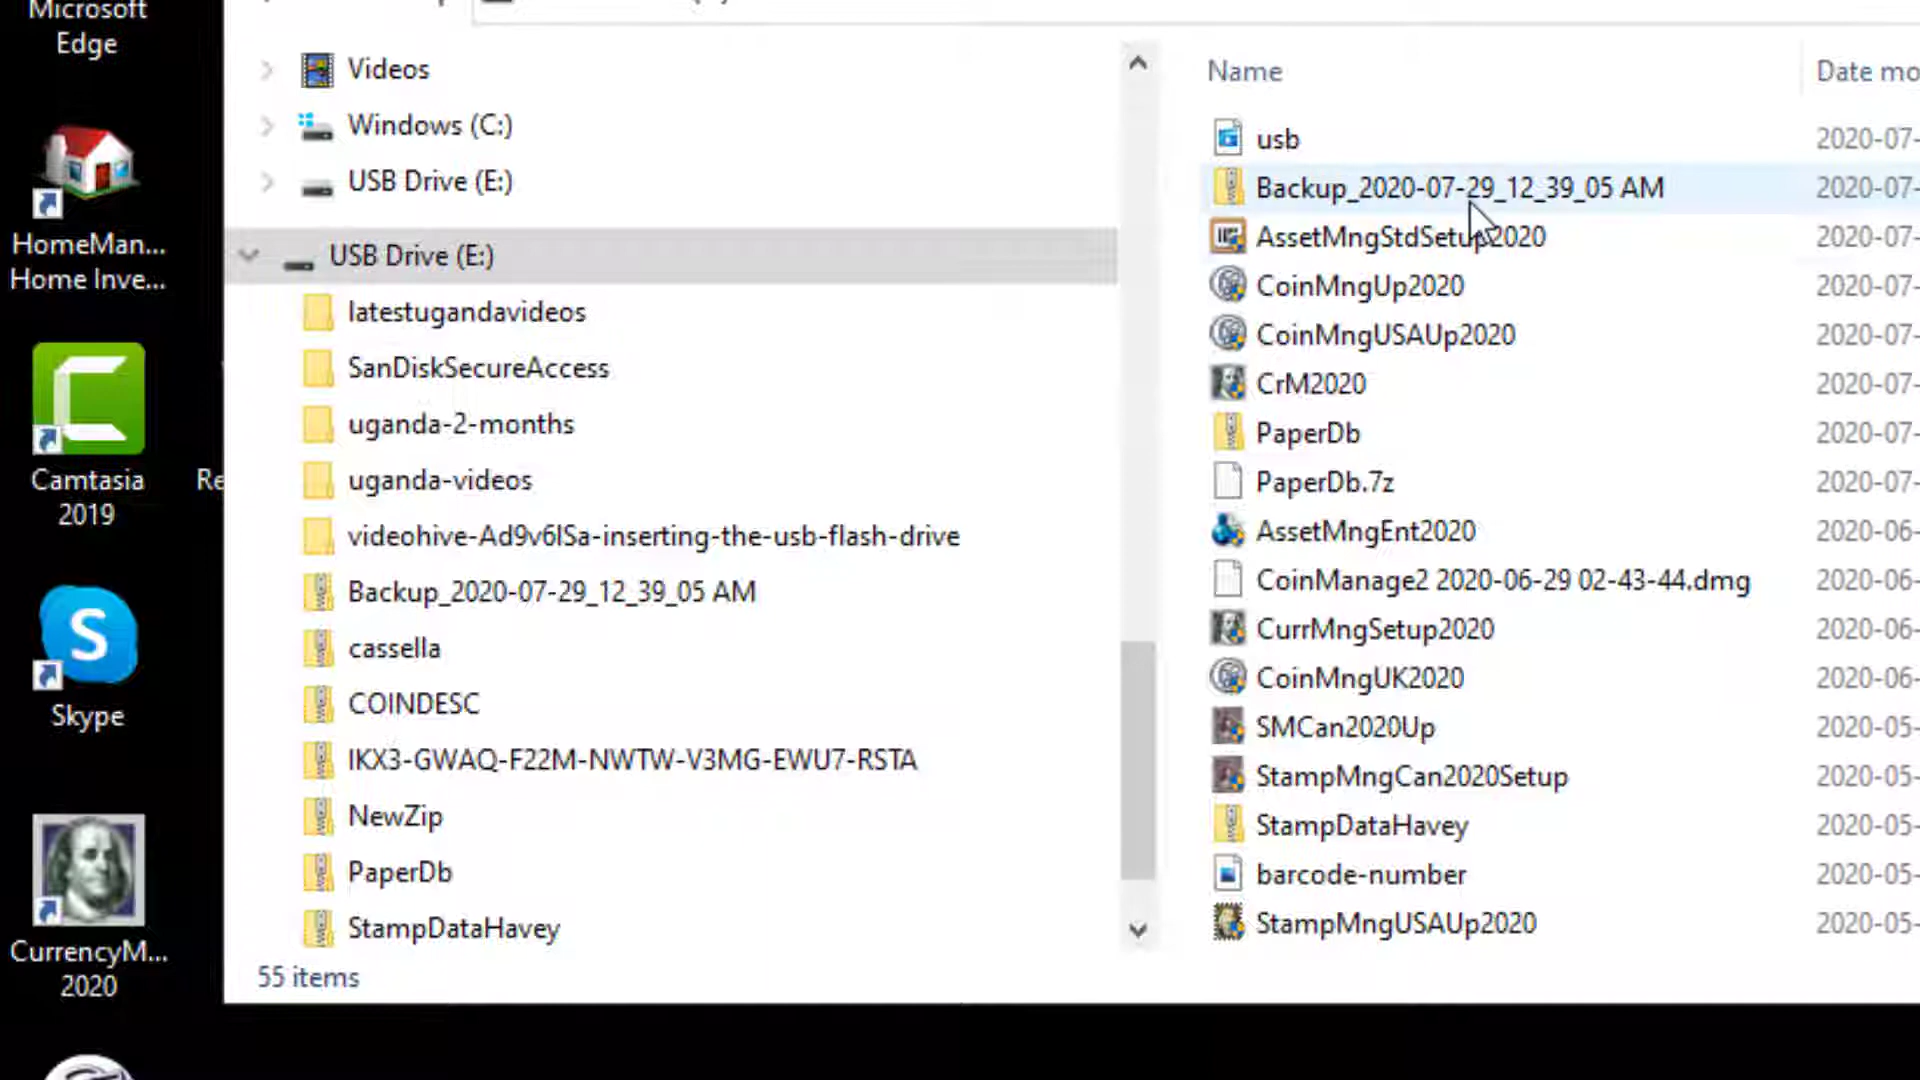 Microsoft
Edge
HomeMan...
Home Inve...
Camtasia
2019
Re
Skype
CurrencyM...
2020
Videos
Windows (C:)
USB Drive (E:)
USB Drive (E:)
latestugandavideos
SanDiskSecureAccess
uganda-2-months
uganda-videos
videohive-Ad9v6lSa-inserting-the-usb-flash-drive
Backup_2020-07-29_12_39_05 AM
cassella
COINDESC
IKX3-GWAQ-F22M-NWTW-V3MG-EWU7-RSTA
NewZip
PaperDb
StampDataHavey
55 items
Name Date mo
usb 2020-07-
Backup_2020-07-29_12_39_05 AM 2020-07-
AssetMngStdSetup2020 2020-07-
CoinMngUp2020 2020-07-
CoinMngUSAUp2020 2020-07-
CrM2020 2020-07-
PaperDb 2020-07-
PaperDb.7z 2020-07-
AssetMngEnt2020 2020-06-
CoinManage2 2020-06-29 02-43-44.dmg 2020-06-
CurrMngSetup2020 2020-06-
CoinMngUK2020 2020-06-
SMCan2020Up 2020-05-
StampMngCan2020Setup 2020-05-
StampDataHavey 2020-05-
barcode-number 2020-05-
StampMngUSAUp2020 2020-05-